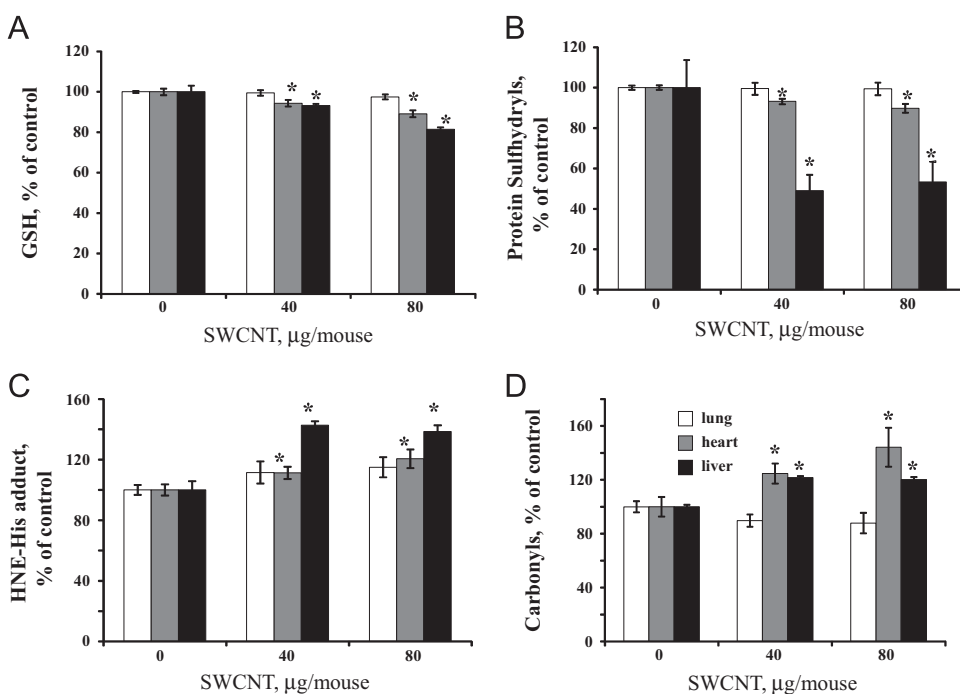 A
GSH, % of control
120
100
80
60
40
20
0
* * * *
0 40 80
SWCNT, µg/mouse
B
Protein Sulfhydryls,
% of control
120
100
80
60
40
20
0
* * * *
0 40 80
SWCNT, µg/mouse
C
HNE-His adduct,
% of control
160
120
80
40
0
* * * *
0 40 80
SWCNT, µg/mouse
D
Carbonyls, % of control
160
120
80
40
0
lung
heart
liver
* * * *
0 40 80
SWCNT, µg/mouse